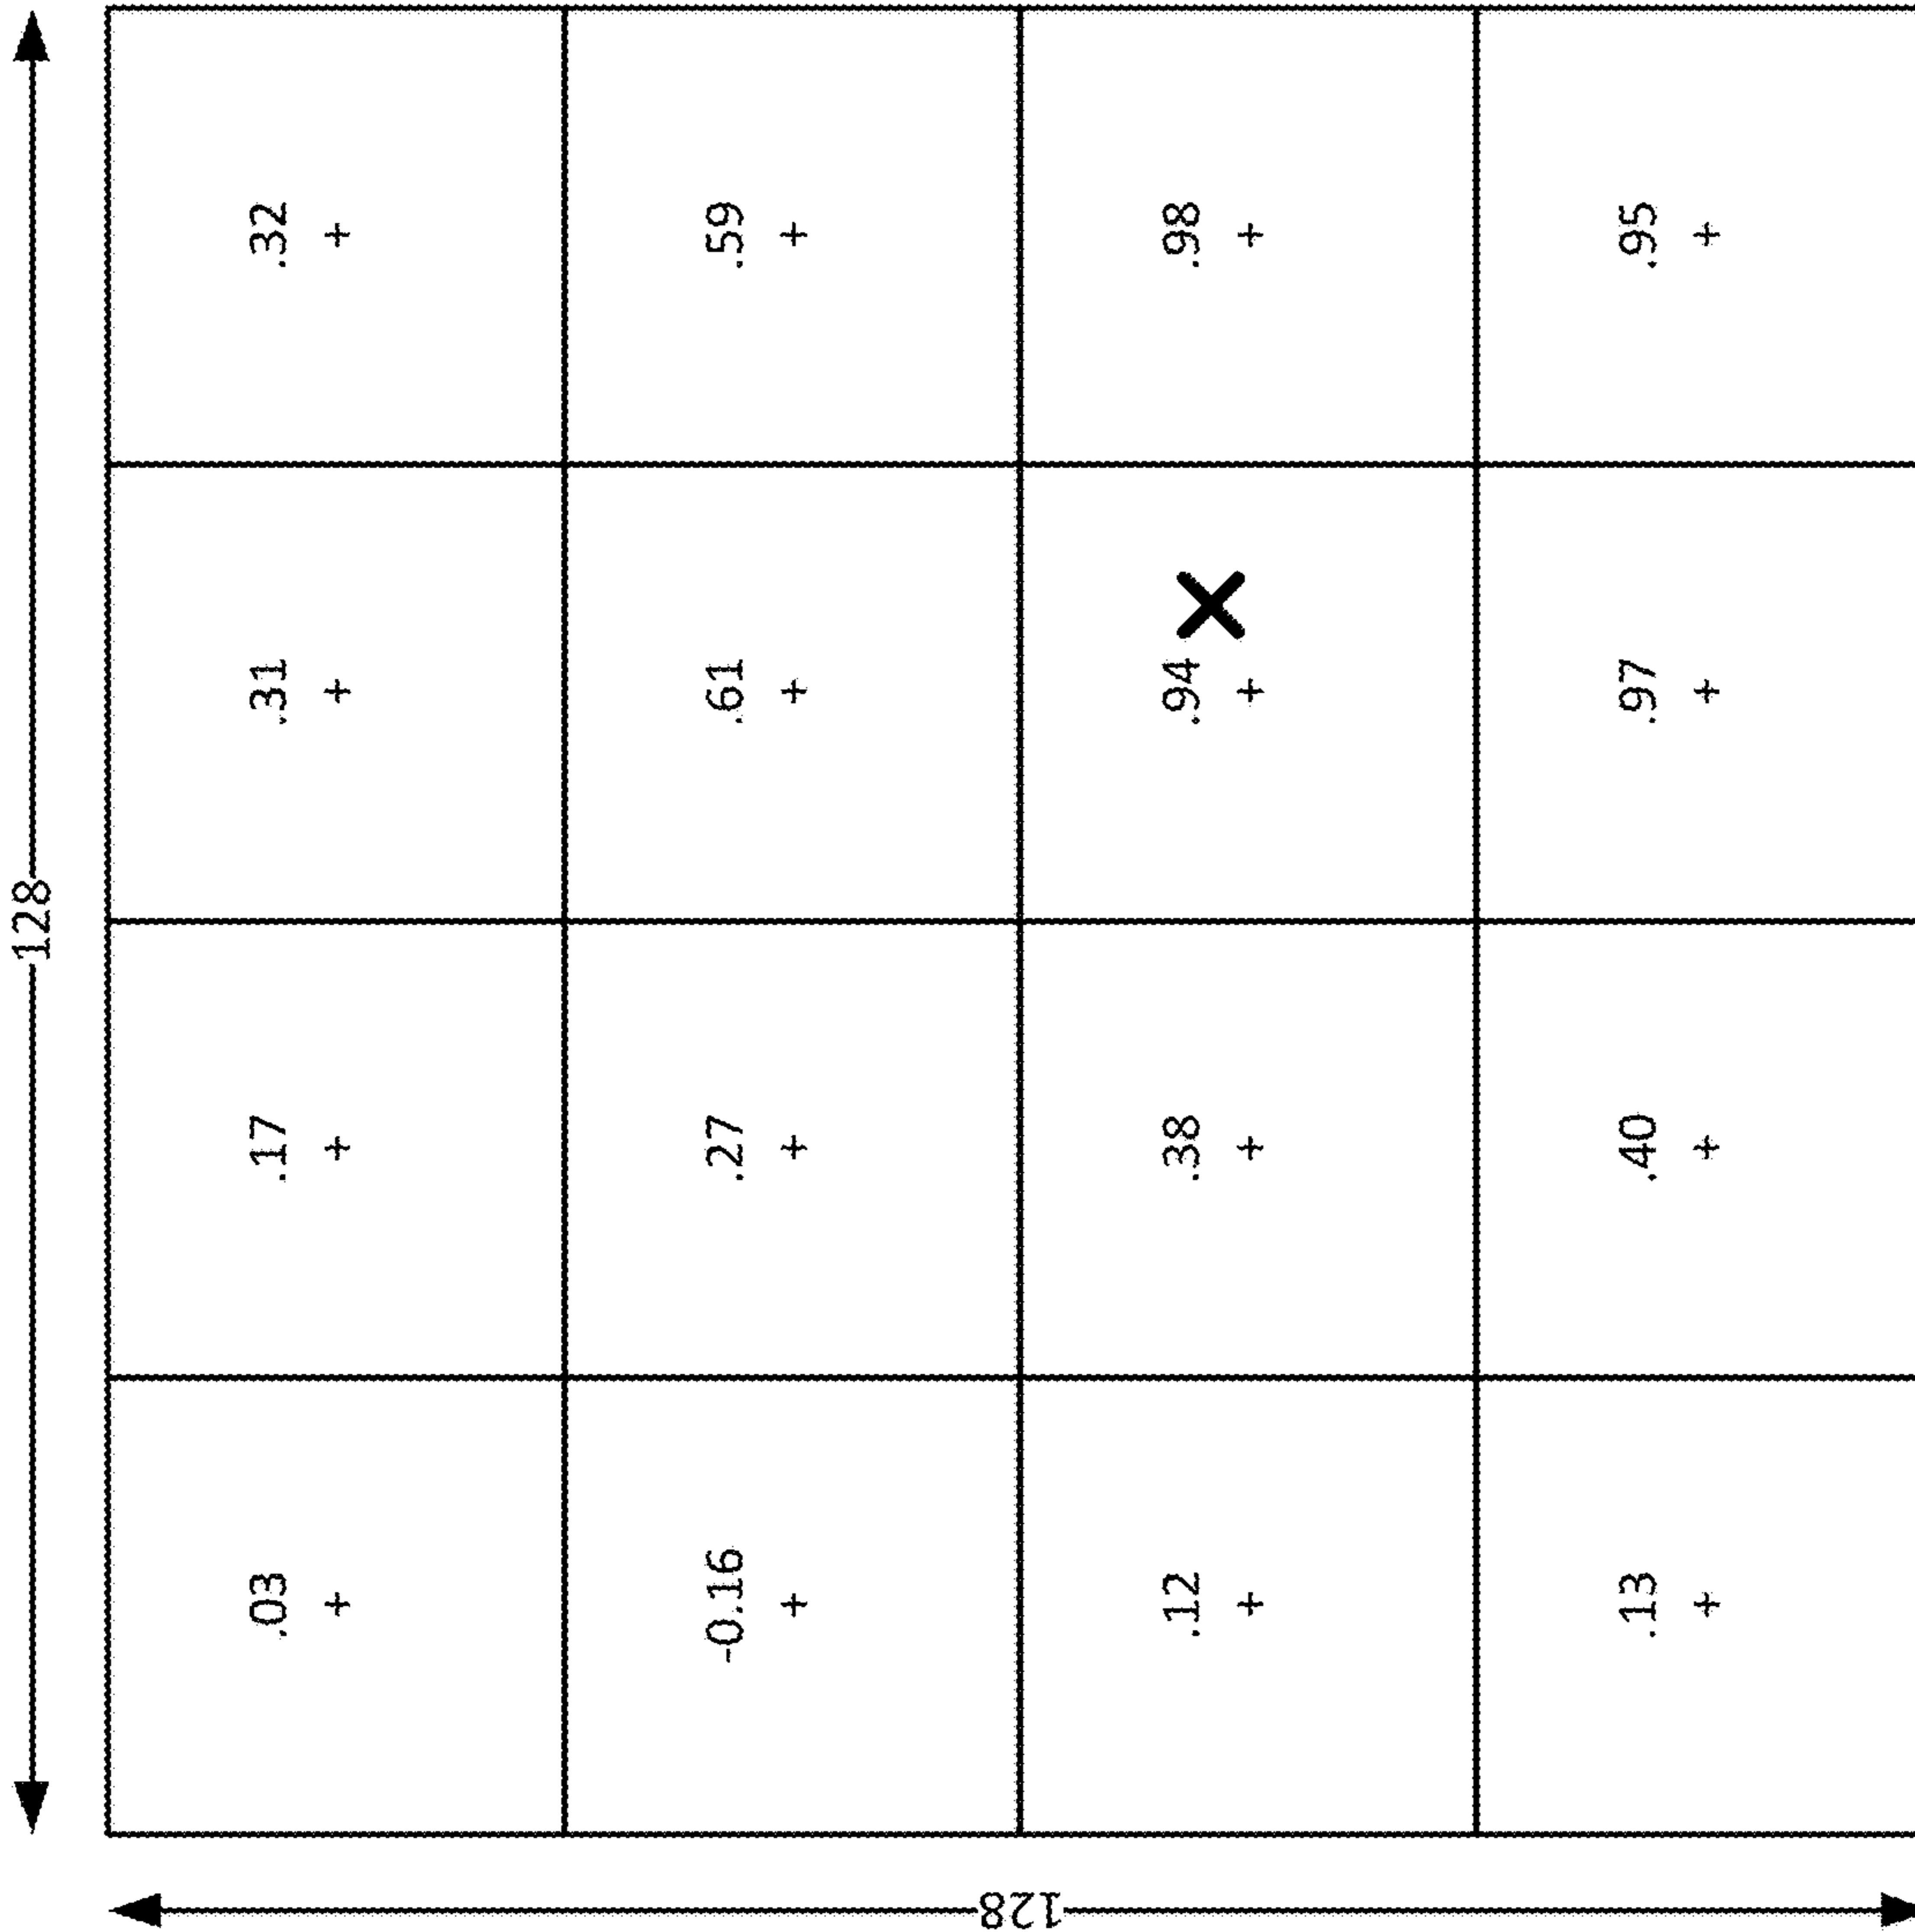 128
.03 .17 .31 .32
-0.16 .27 .61 .59
128
.12 .38 .94 .98
.13 .40 .97 .95